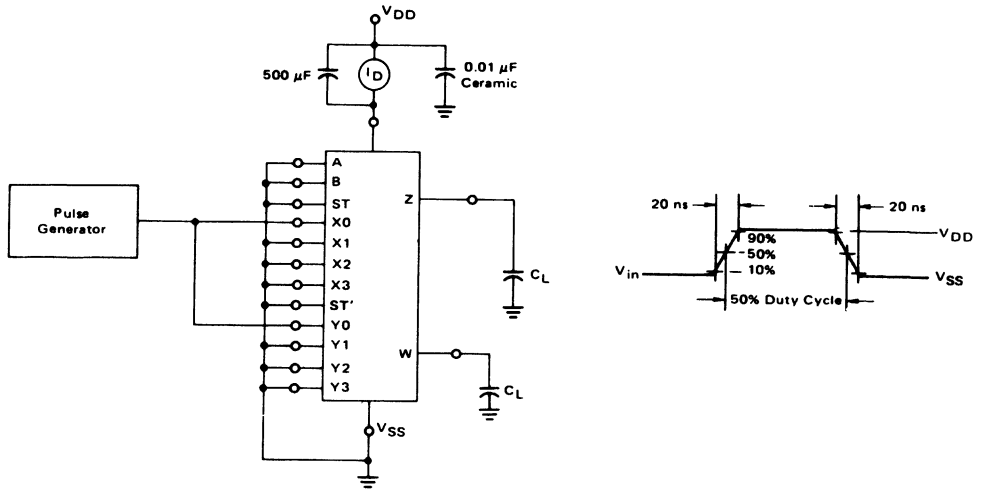 VDD
500 μF
ID
0.01 μF
Ceramic
Pulse
Generator
A
B
ST
X0
X1
X2
X3
ST'
Y0
Y1
Y2
Y3
Z
W
CL
CL
VSS
20 ns
20 ns
VDD
90%
50%
10%
Vin
VSS
50% Duty Cycle